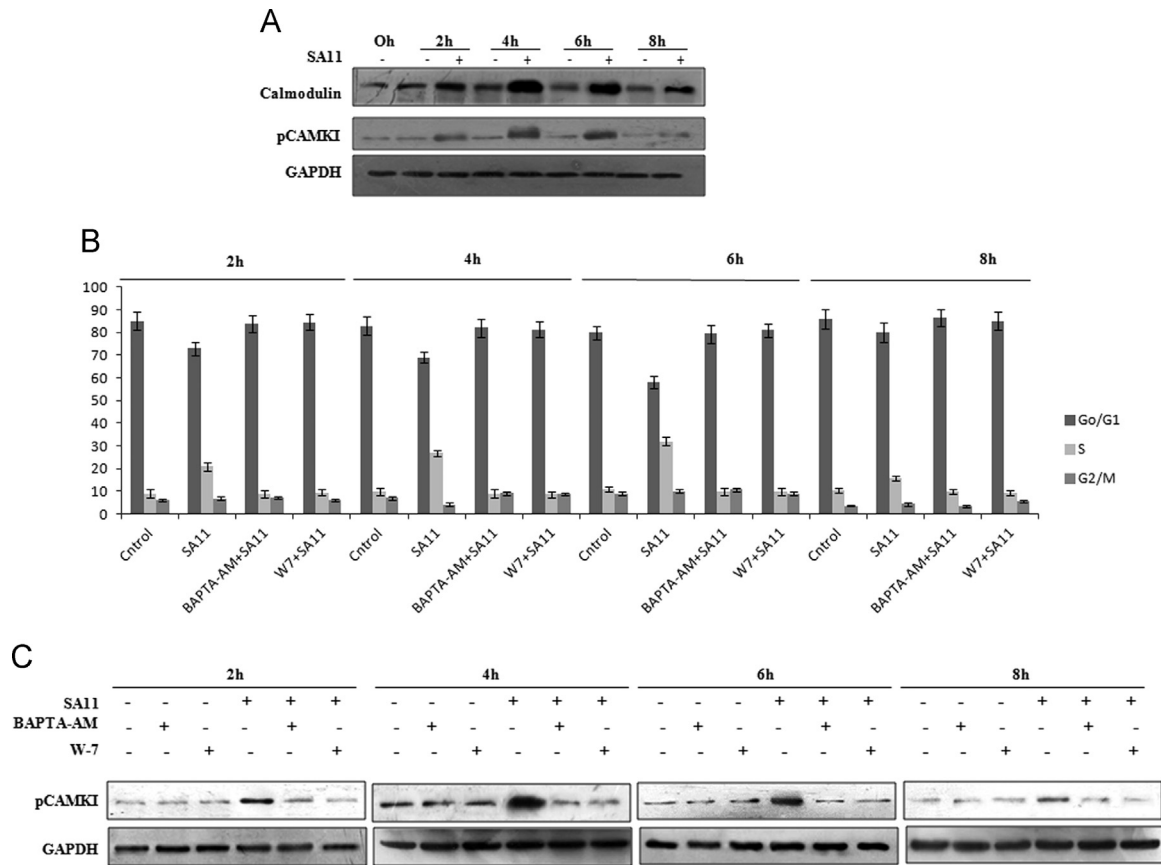 A
Oh 2h 4h 6h 8h
SA11 - - + - + - + - +
Calmodulin
pCAMKI
GAPDH
B
2h 4h 6h 8h
100
90
80
70
60
50
40
30
20
10
0
Go/G1
S
G2/M
Cntrol SA11 BAPTA-AM+SA11 W7+SA11 Cntrol SA11 BAPTA-AM+SA11 W7+SA11 Cntrol SA11 BAPTA-AM+SA11 W7+SA11 Cntrol SA11 BAPTA-AM+SA11 W7+SA11
C
2h 4h 6h 8h
SA11 - - - + + + - - - + + + - - - + + + - - - + + +
BAPTA-AM - + - - + - - + - - + - - + - - + - - + - - + -
W-7 - - + - - + - - + - - + - - + - - + - - + - - +
pCAMKI
GAPDH